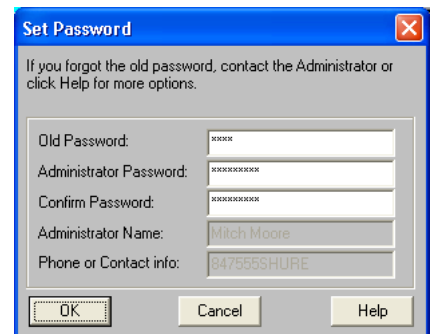 Set Password
If you forgot the old password, contact the Administrator or
click Help for more options.
Old Password: ××××
Administrator Password: ×××××××××
Confirm Password: ×××××××××
Administrator Name: Mitch Moore
Phone or Contact info: 847555SHURE
OK Cancel Help